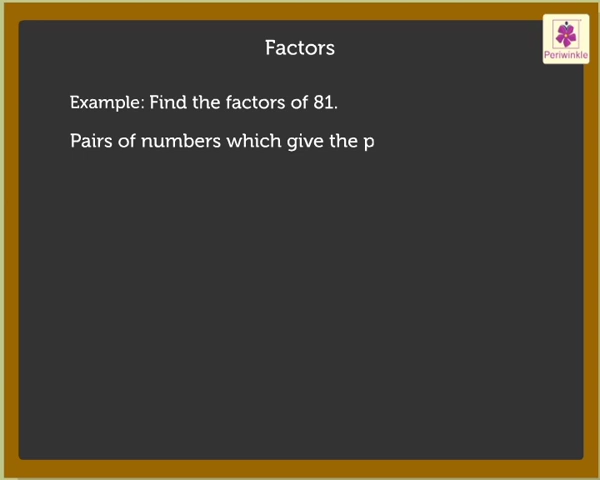 Factors
Periwinkle
Example: Find the factors of 81.
Pairs of numbers which give the p